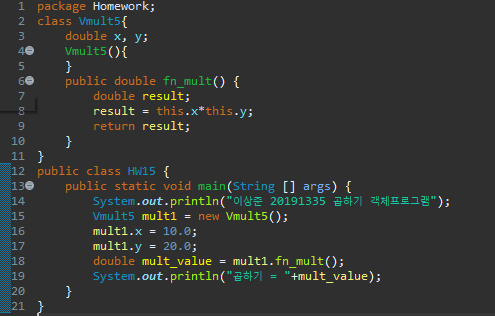 1 package Homework;
2 class Vmult5{
3     double x, y;
4     Vmult5(){
5     }
6     public double fn_mult() {
7         double result;
8         result = this.x*this.y;
9         return result;
10     }
11 }
12 public class HW15 {
13     public static void main(String [] args) {
14         System.out.println("이상준 20191335 곱하기 객체프로그램");
15         Vmult5 mult1 = new Vmult5();
16         mult1.x = 10.0;
17         mult1.y = 20.0;
18         double mult_value = mult1.fn_mult();
19         System.out.println("곱하기 = "+mult_value);
20     }
21 }